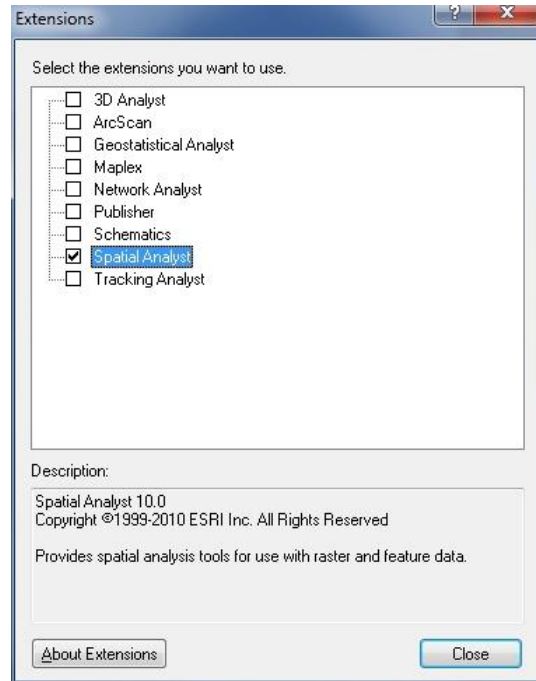 Extensions
Select the extensions you want to use.
3D Analyst
ArcScan
Geostatistical Analyst
Maplex
Network Analyst
Publisher
Schematics
Spatial Analyst
Tracking Analyst
Description:
Spatial Analyst 10.0
Copyright ©1999-2010 ESRI Inc. All Rights Reserved
Provides spatial analysis tools for use with raster and feature data.
About Extensions
Close